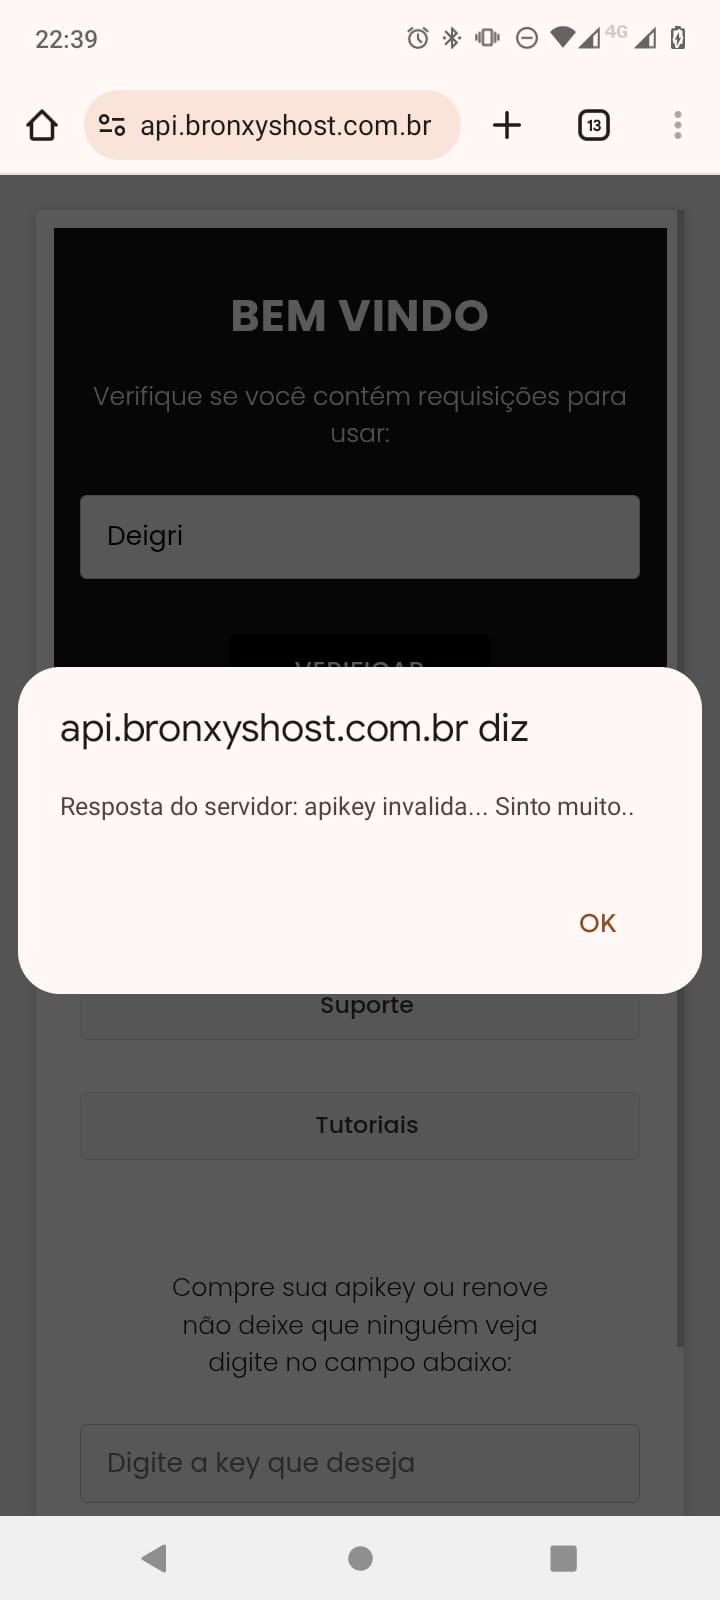 22:39
4G
api.bronxyshost.com.br
13
BEM VINDO
Verifique se você contém requisições para
usar:
Deigri
VERIFICAR
api.bronxyshost.com.br diz
Resposta do servidor: apikey invalida... Sinto muito..
OK
Suporte
Tutoriais
Compre sua apikey ou renove
não deixe que ninguém veja
digite no campo abaixo:
Digite a key que deseja